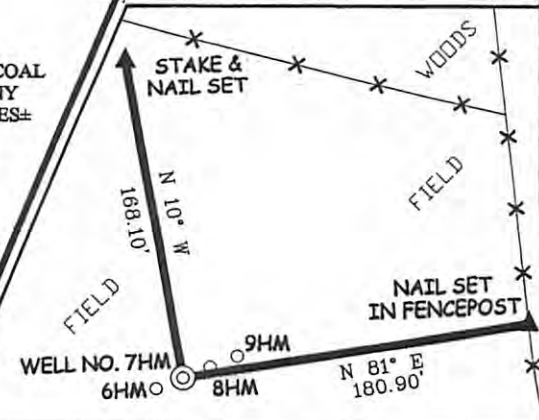 COAL
NY
ES±
STAKE &
NAIL SET
WOODS
FIELD
N 10° W
168.10'
FIELD
NAIL SET
IN FENCEPOST
9HM
WELL NO. 7HM
6HM
8HM
N 81° E
180.90'